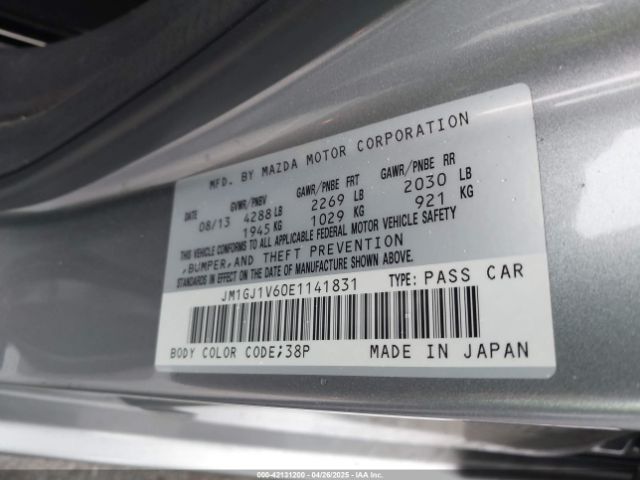 MFD. BY MAZDA MOTOR CORPORATION
GVWR/PNBV GAWR/PNBE FRT GAWR/PNBE RR
08/13 4288 LB 2269 LB 2030 LB
1945 KG 1029 KG 921 KG
THIS VEHICLE CONFORMS TO ALL APPLICABLE FEDERAL MOTOR VEHICLE SAFETY
,BUMPER,AND THEFT PREVENTION
STANDARDS IN EFFECT ON THE DATE OF MANUFACTURE SHOWN ABOVE.
JM1GJ1V60E1141831 TYPE: PASS CAR
BODY COLOR CODE;38P MADE IN JAPAN
000-42131200 04/26/2025 IAAI.COM